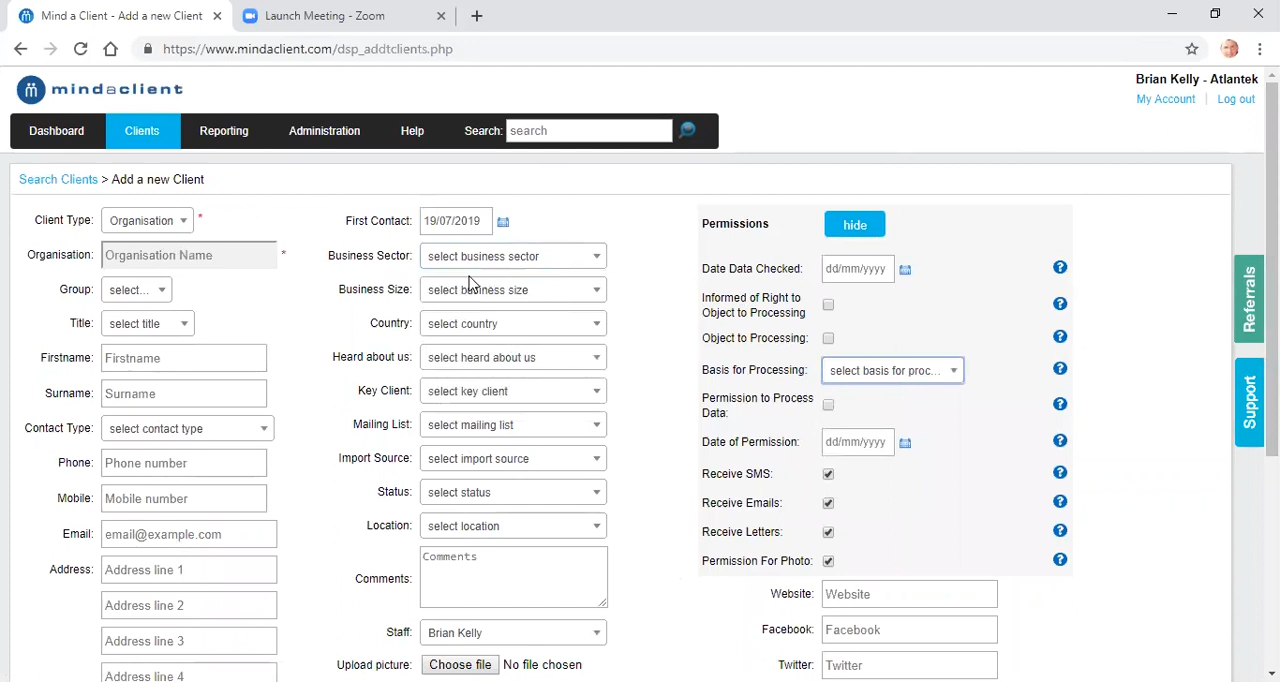 Mind a Client - Add a new Client
Launch Meeting - Zoom
https://www.mindaclient.com/dsp_addtclients.php
mindaclient
Brian Kelly - Atlantek
My Account | Log out
Dashboard Clients Reporting Administration Help Search: search
Search Clients > Add a new Client
Client Type: Organisation *
Organisation: Organisation Name *
Group: select...
Title: select title
Firstname: Firstname
Surname: Surname
Contact Type: select contact type
Phone: Phone number
Mobile: Mobile number
Email: email@example.com
Address: Address line 1
Address line 2
Address line 3
Address line 4
First Contact: 19/07/2019
Business Sector: select business sector
Business Size: select business size
Country: select country
Heard about us: select heard about us
Key Client: select key client
Mailing List: select mailing list
Import Source: select import source
Status: select status
Location: select location
Comments: Comments
Staff: Brian Kelly
Upload picture: Choose file No file chosen
Permissions hide
Date Data Checked: dd/mm/yyyy
Informed of Right to
Object to Processing
Object to Processing:
Basis for Processing: select basis for proc...
Permission to Process
Data:
Date of Permission: dd/mm/yyyy
Receive SMS:
Receive Emails:
Receive Letters:
Permission For Photo:
Website: Website
Facebook: Facebook
Twitter: Twitter
Referrals
Support